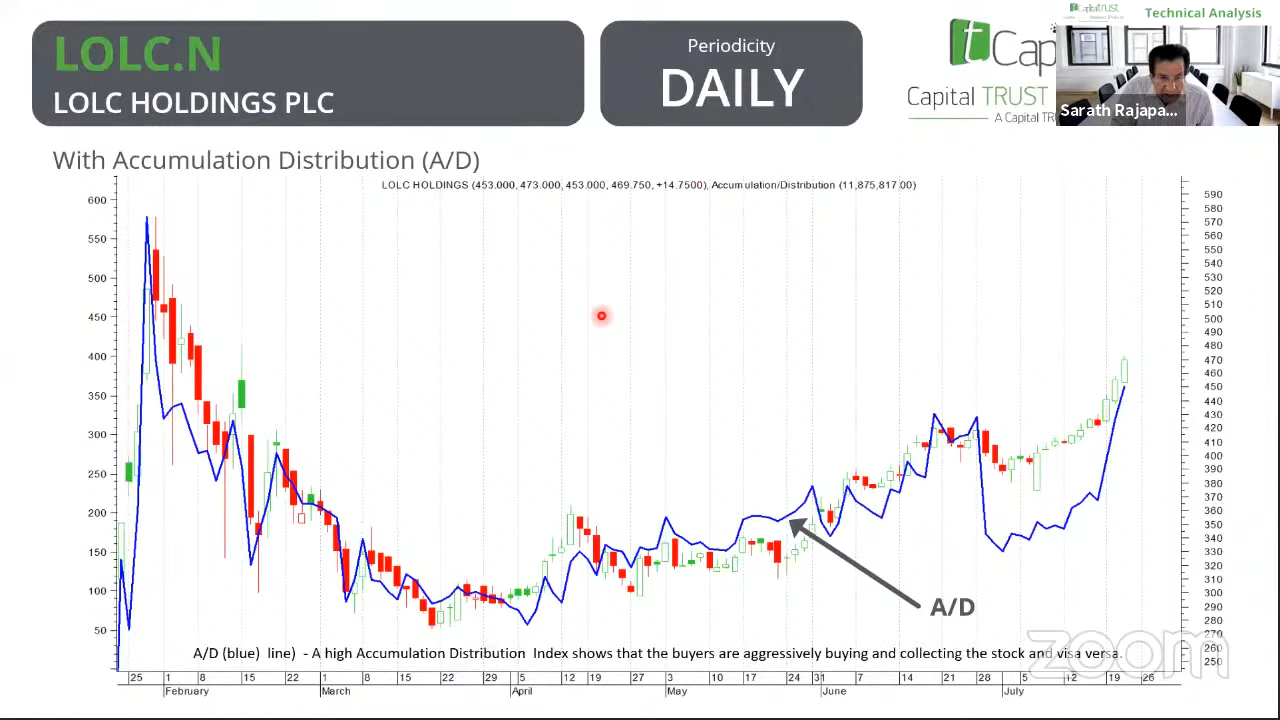 LOLC.N
LOLC HOLDINGS PLC
Periodicity
DAILY
tCap
Capital TRUST
A Capital TR
CapitalTRUST
Technical Analysis
Sarath Rajapa...
With Accumulation Distribution (A/D)
LOLC HOLDINGS (453.000, 473.000, 453.000, 469.750, +14.7500), Accumulation/Distribution (11,875,817.00)
600
550
500
450
400
350
300
250
200
150
100
50
590
580
570
560
550
540
530
520
510
500
490
480
470
460
450
440
430
420
410
400
390
380
370
360
350
340
330
320
310
300
290
280
270
260
250
A/D
A/D (blue) line) - A high Accumulation Distribution Index shows that the buyers are aggressively buying and collecting the stock and visa versa.
zoom
25 1 8 15 22 1 8 15 22 29 5 12 19 27 3 10 17 24 31 7 14 21 28 5 12 19 26
February March April May June July